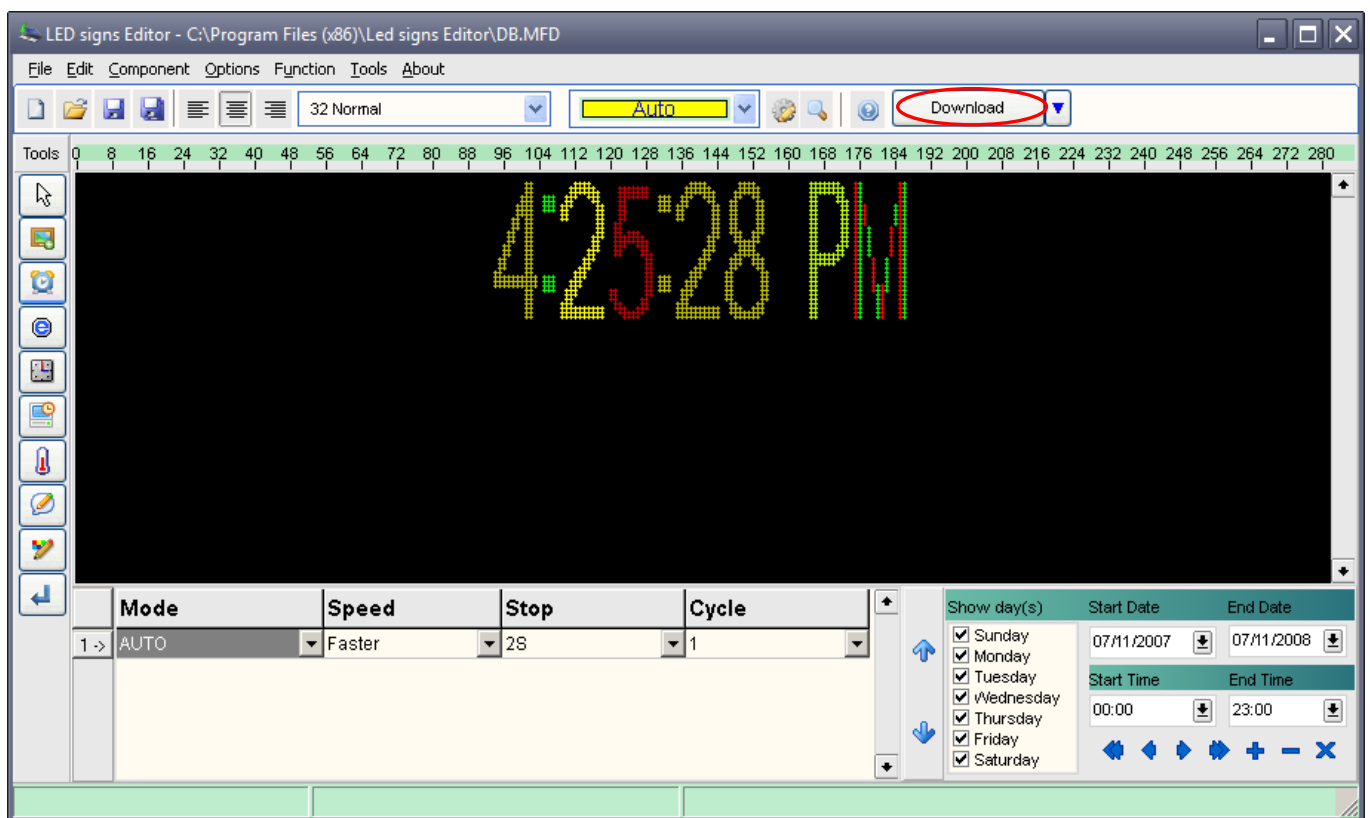 LED signs Editor - C:\Program Files (x86)\Led signs Editor\DB.MFD
File Edit Component Options Function Tools About
32 Normal Auto Download
Tools 0 8 16 24 32 40 48 56 64 72 80 88 96 104 112 120 128 136 144 152 160 168 176 184 192 200 208 216 224 232 240 248 256 264 272 280
4:25:28 PM
Mode Speed Stop Cycle
1 -> AUTO Faster 2S 1
Show day(s) Start Date End Date
Sunday 07/11/2007 07/11/2008
Monday
Tuesday Start Time End Time
Wednesday
Thursday 00:00 23:00
Friday
Saturday